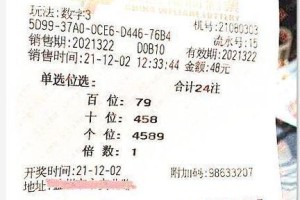 玩法:数字3 机号:21080303
5D99-37A0-0CE6-D446-76B4 流水号:15
销售期:2021322 D0B10 有效期:2021322
销售时间:21-12-02 12:33:44 金额:48元
单选位选: 合计24注
百 位: 79
十 位: 458
个 位: 4589
倍 数: 1
开奖时间:21-12-02 附加码:98633207
地址: